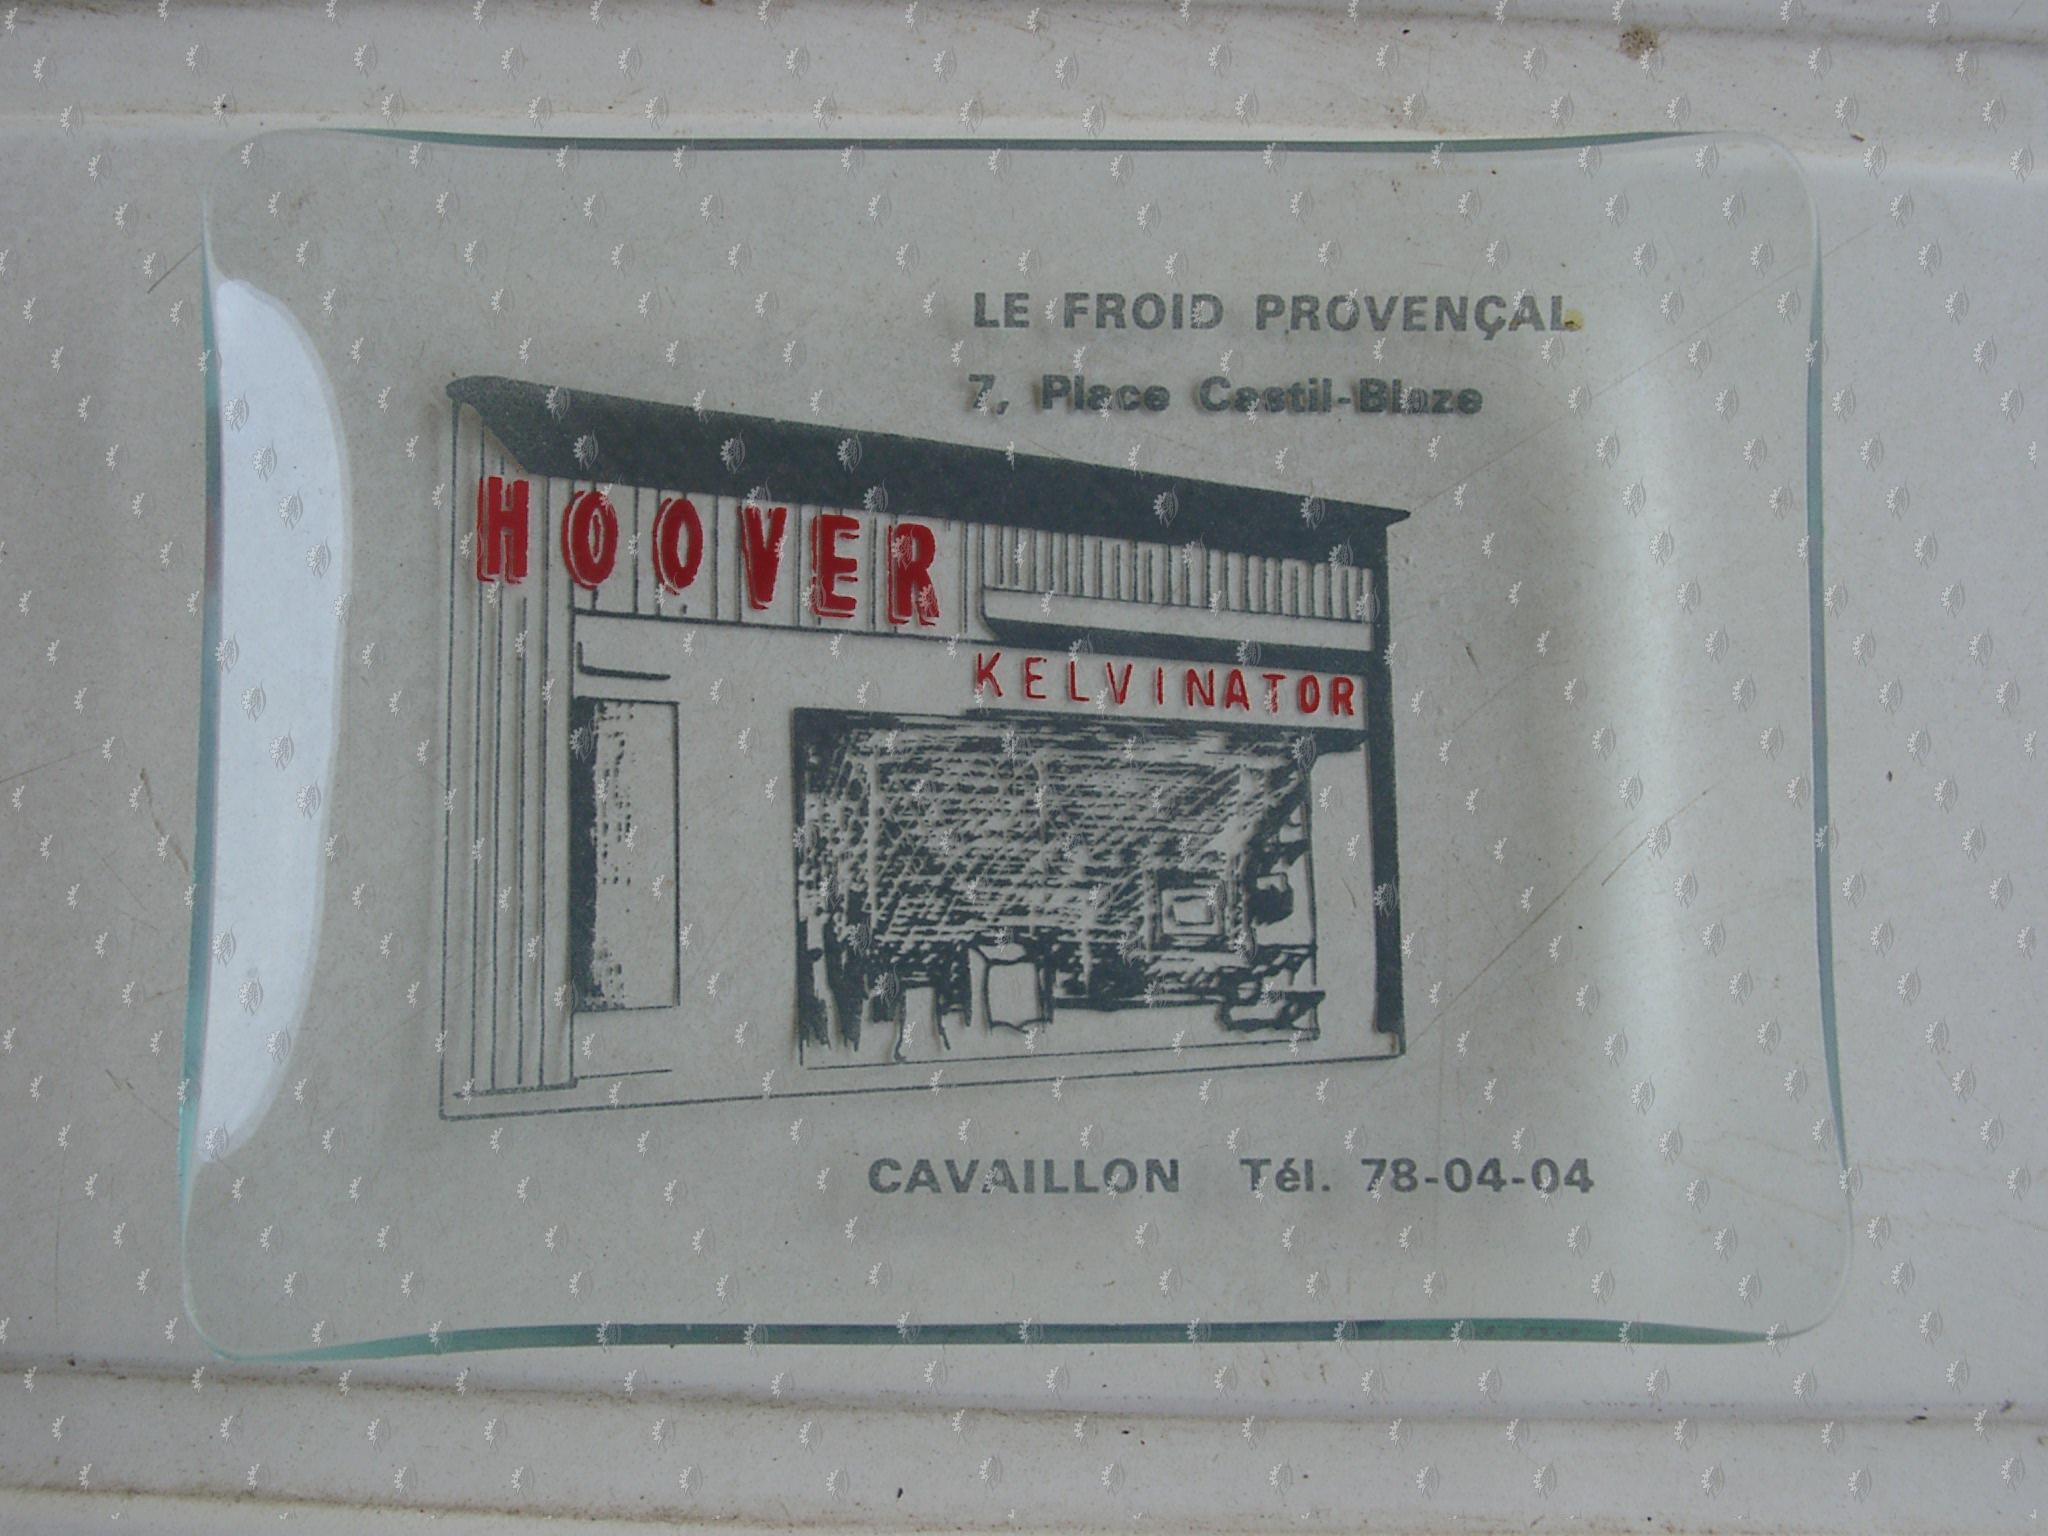 LE FROID PROVENÇAL
7, Place Castil-Blaze
HOOVER
KELVINATOR
CAVAILLON Tél. 78-04-04